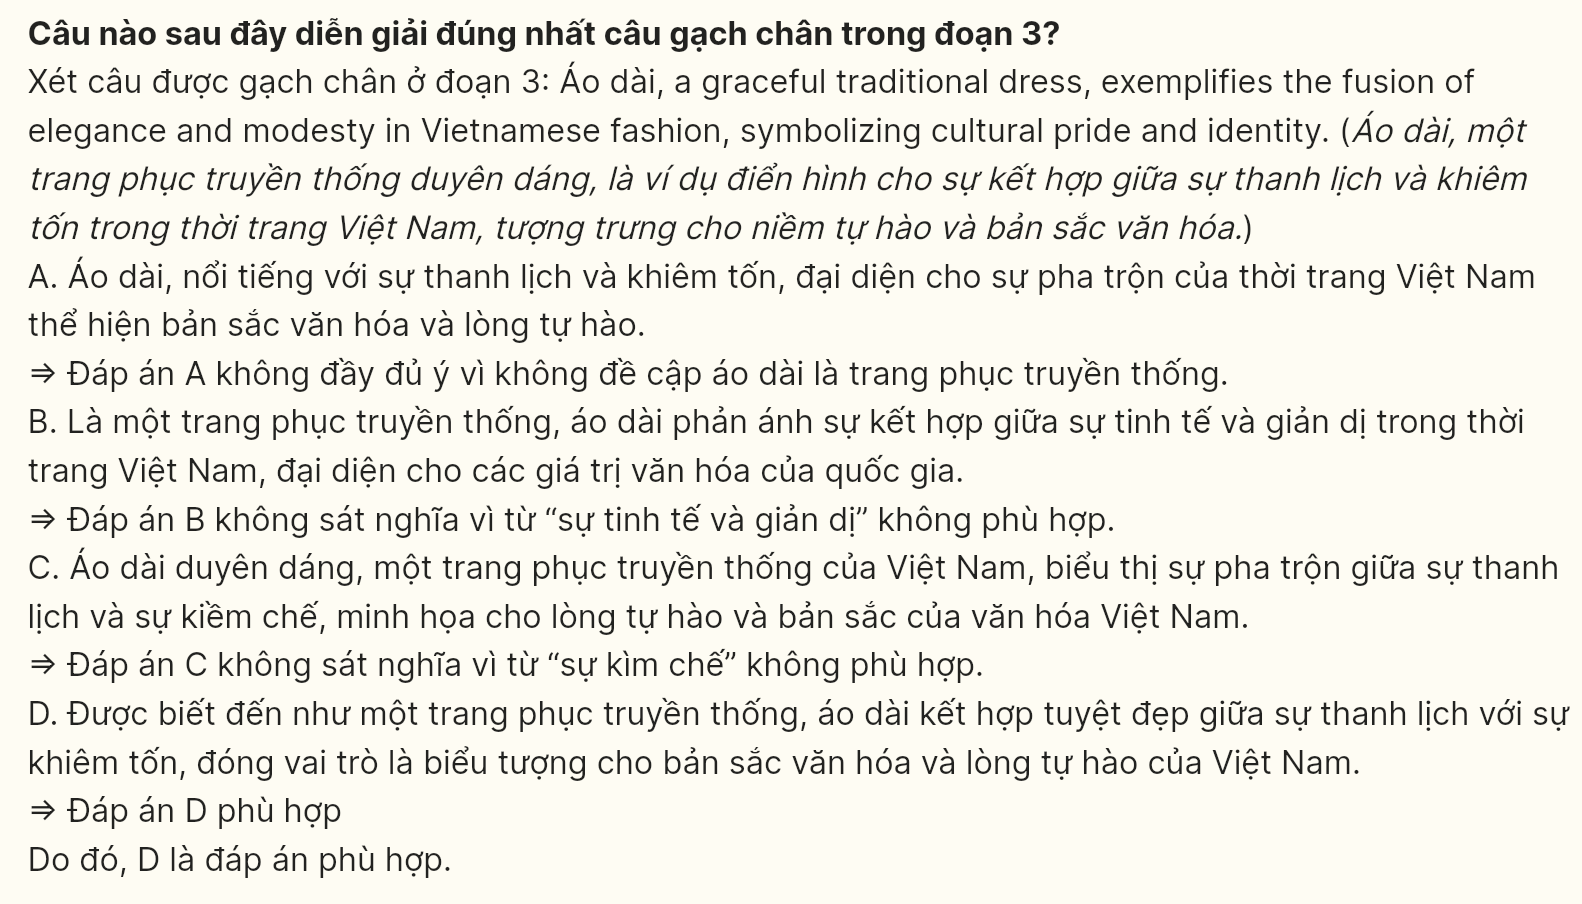 Câu nào sau đây diễn giải đúng nhất câu gạch chân trong đoạn 3?
Xét câu được gạch chân ở đoạn 3: Áo dài, a graceful traditional dress, exemplifies the fusion of
elegance and modesty in Vietnamese fashion, symbolizing cultural pride and identity. (Áo dài, một
trang phục truyền thống duyên dáng, là ví dụ điển hình cho sự kết hợp giữa sự thanh lịch và khiêm
tốn trong thời trang Việt Nam, tượng trưng cho niềm tự hào và bản sắc văn hóa.)
A. Áo dài, nổi tiếng với sự thanh lịch và khiêm tốn, đại diện cho sự pha trộn của thời trang Việt Nam
thể hiện bản sắc văn hóa và lòng tự hào.
⇒ Đáp án A không đầy đủ ý vì không đề cập áo dài là trang phục truyền thống.
B. Là một trang phục truyền thống, áo dài phản ánh sự kết hợp giữa sự tinh tế và giản dị trong thời
trang Việt Nam, đại diện cho các giá trị văn hóa của quốc gia.
⇒ Đáp án B không sát nghĩa vì từ “sự tinh tế và giản dị” không phù hợp.
C. Áo dài duyên dáng, một trang phục truyền thống của Việt Nam, biểu thị sự pha trộn giữa sự thanh
lịch và sự kiềm chế, minh họa cho lòng tự hào và bản sắc của văn hóa Việt Nam.
⇒ Đáp án C không sát nghĩa vì từ “sự kìm chế” không phù hợp.
D. Được biết đến như một trang phục truyền thống, áo dài kết hợp tuyệt đẹp giữa sự thanh lịch với sự
khiêm tốn, đóng vai trò là biểu tượng cho bản sắc văn hóa và lòng tự hào của Việt Nam.
⇒ Đáp án D phù hợp
Do đó, D là đáp án phù hợp.